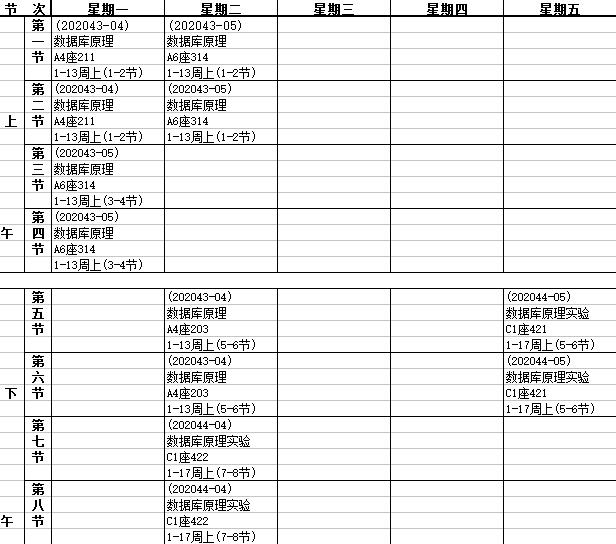 节 次 星期一 星期二 星期三 星期四 星期五
第 (202043-04) (202043-05)
一 数据库原理 数据库原理
节 A4座211 A6座314
1-13周上(1-2节) 1-13周上(1-2节)
第 (202043-04) (202043-05)
二 数据库原理 数据库原理
上 节 A4座211 A6座314
1-13周上(1-2节) 1-13周上(1-2节)
第 (202043-05)
三 数据库原理
节 A6座314
1-13周上(3-4节)
第 (202043-05)
午 四 数据库原理
节 A6座314
1-13周上(3-4节)
第 (202043-04) (202044-05)
五 数据库原理 数据库原理实验
节 A4座203 C1座421
1-13周上(5-6节) 1-17周上(5-6节)
第 (202043-04) (202044-05)
六 数据库原理 数据库原理实验
下 节 A4座203 C1座421
1-13周上(5-6节) 1-17周上(5-6节)
第 (202044-04)
七 数据库原理实验
节 C1座422
1-17周上(7-8节)
第 (202044-04)
八 数据库原理实验
午 节 C1座422
1-17周上(7-8节)